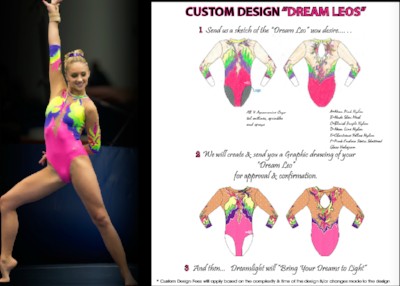 CUSTOM DESIGN "DREAM LEOS"
1 Send us a sketch of the "Dream Leo" you desire.....
2 We will create & send you a Graphic drawing of your
"Dream Leo"
for approval & confirmation.
3 And then... Dreamlight will "Bring Your Dreams to Light"
* Custom Design Fees will apply based on the complexity & time of the design &/or changes made to the design